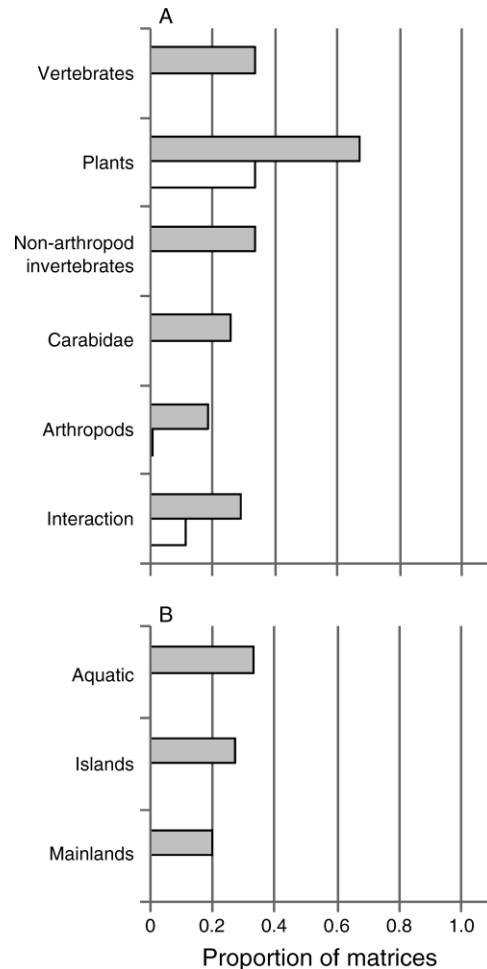 A
Vertebrates
Plants
Non-arthropod
invertebrates
Carabidae
Arthropods
Interaction
B
Aquatic
Islands
Mainlands
0 0.2 0.4 0.6 0.8 1.0
Proportion of matrices